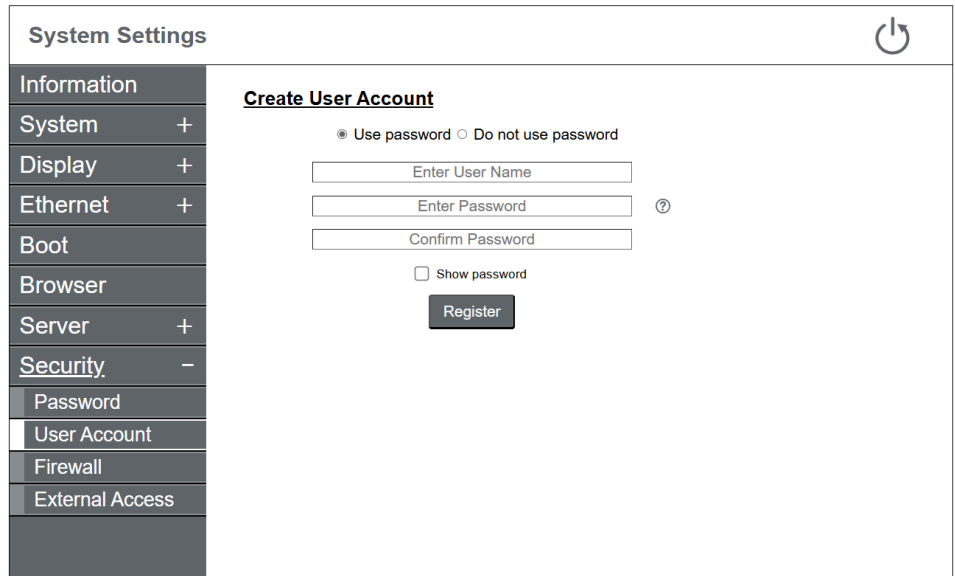 System Settings
Information
System +
Display +
Ethernet +
Boot
Browser
Server +
Security -
Password
User Account
Firewall
External Access
Create User Account
Use password Do not use password
Enter User Name
Enter Password ?
Confirm Password
Show password
Register